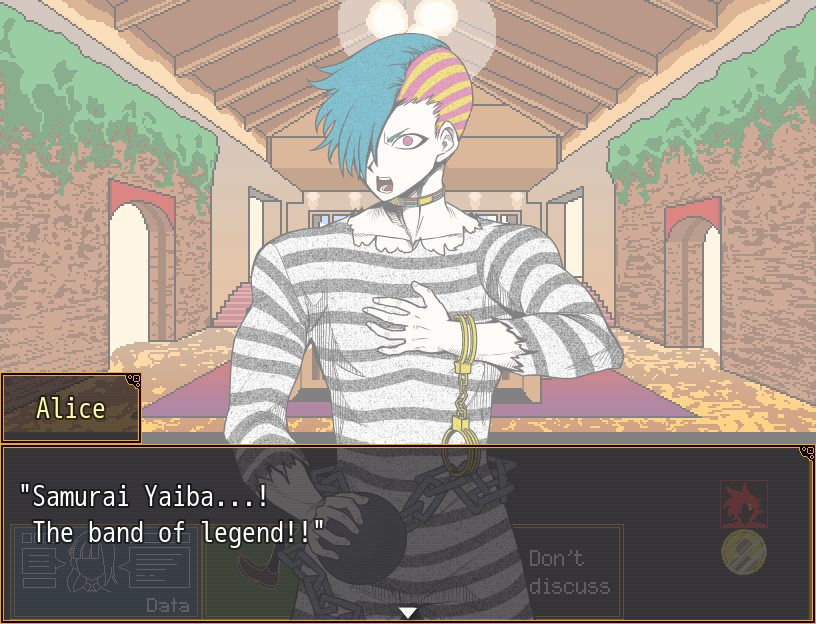 Alice
"Samurai Yaiba...!
The band of legend!!"
Data
Don't
discuss